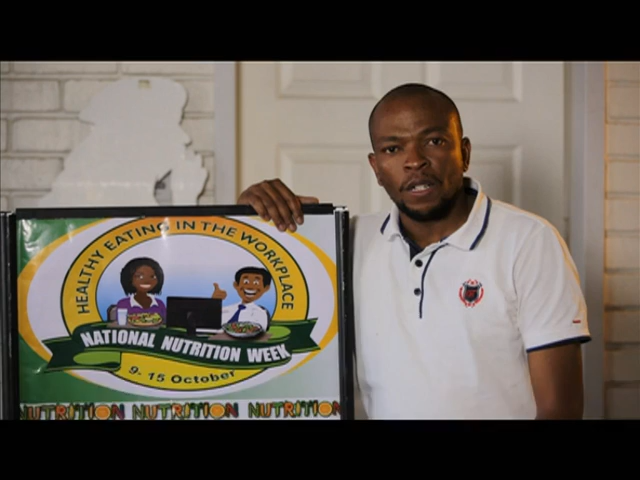 HEALTHY EATING IN THE WORKPLACE
NATIONAL NUTRITION WEEK
9- 15 October
NUTRITION NUTRITION NUTRITION